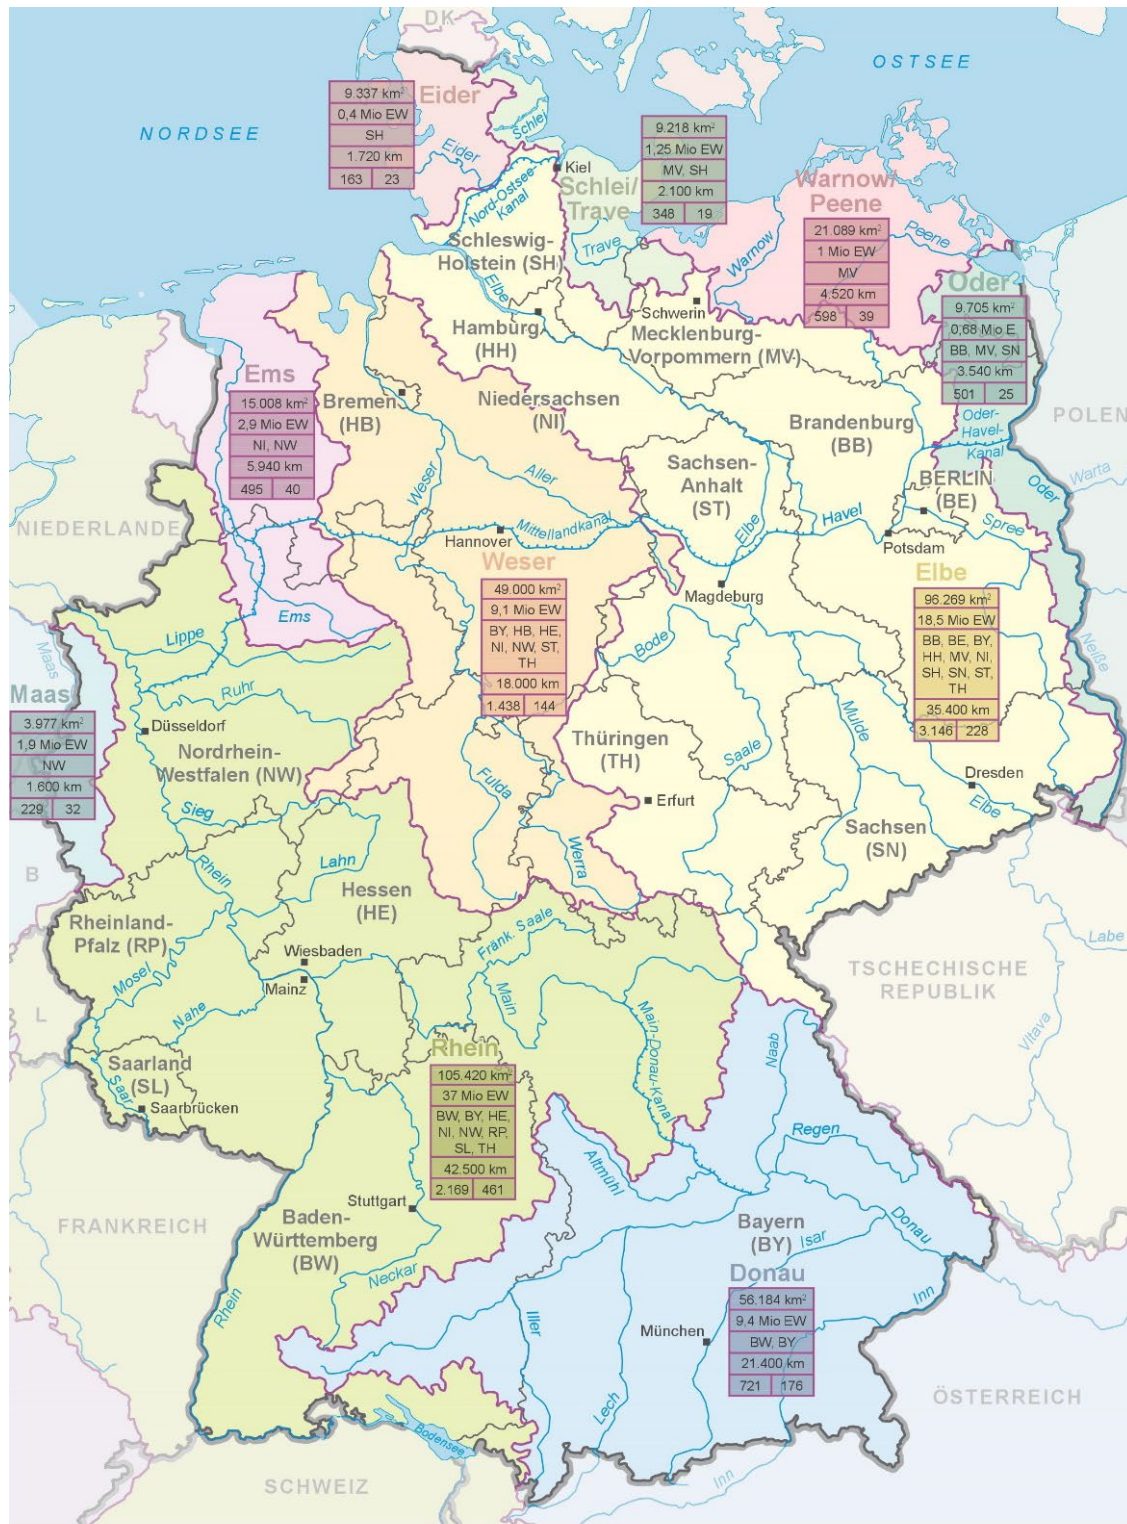 DK
OSTSEE
NORDSEE
9.337 km²
0,4 Mio EW
SH
1.720 km
163 23
Eider
Eider
Schlei
Kiel
Nord-Ostsee-
Kanal
9.218 km²
1,25 Mio EW
MV, SH
2.100 km
348 19
Schlei/
Trave
Trave
Warnow/
Peene
21.089 km²
1 Mio EW
MV
4.520 km
598 39
Warnow
Peene
Schleswig-
Holstein (SH)
Elbe
Hamburg
(HH)
Schwerin
Mecklenburg-
Vorpommern (MV)
Oder
9.705 km²
0,68 Mio E
BB, MV, SN
3.540 km
501 25
Ems
15.008 km²
2,9 Mio EW
NI, NW
5.940 km
495 40
Bremen
(HB)
Niedersachsen
(NI)
Brandenburg
(BB)
Oder-
Havel-
Kanal
POLEN
Warta
Oder
Sachsen-
Anhalt
(ST)
BERLIN
(BE)
Weser
Aller
NIEDERLANDE
Hannover
Mittellandkanal
Elbe
Havel
Spree
Potsdam
Weser
49.000 km²
9,1 Mio EW
BY, HB, HE,
NI, NW, ST,
TH
18.000 km
1.438 144
Magdeburg
Elbe
96.269 km²
18,5 Mio EW
BB, BE, BY,
HH, MV, NI,
SH, SN, ST,
TH
35.400 km
3.146 228
Ems
Lippe
Bode
Neiße
Maas
Maas
3.977 km²
1,9 Mio EW
NW
1.600 km
229 32
Ruhr
Düsseldorf
Nordrhein-
Westfalen (NW)
Thüringen
(TH)
Saale
Mulde
Fulda
Dresden
Elbe
Erfurt
Sieg
Sachsen
(SN)
Werra
B
Rhein
Lahn
Hessen
(HE)
Rheinland-
Pfalz (RP)
Fränk. Saale
Wiesbaden
Mainz
Mosel
Main
Nahe
Labe
TSCHECHISCHE
REPUBLIK
Vltava
L
Main-Donau-Kanal
Naab
Saarland
(SL)
Saar
Saarbrücken
Rhein
105.420 km²
37 Mio EW
BW, BY, HE,
NI, NW, RP,
SL, TH
42.500 km
2.169 461
Regen
Altmühl
Stuttgart
FRANKREICH
Baden-
Württemberg
(BW)
Neckar
Rhein
Bayern
(BY)
Isar
Donau
Donau
56.184 km²
9,4 Mio EW
BW, BY
21.400 km
721 176
Inn
Iller
München
Lech
ÖSTERREICH
Bodensee
Inn
SCHWEIZ